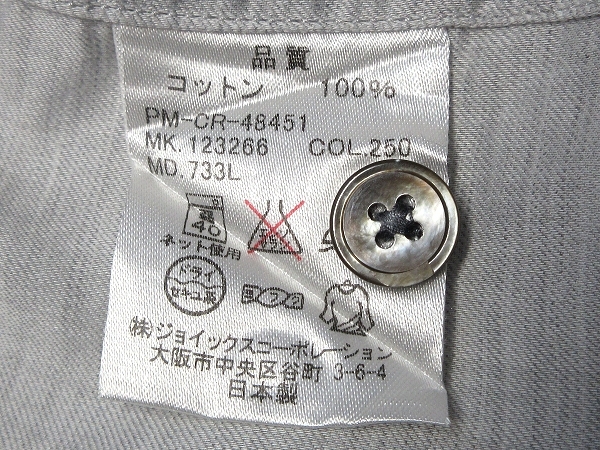 品質
コットン 100%
PM-CR-48451
MK.123266 COL.250
MD.733L
弱 40
ネット使用
ドライ
セキユ系
(株)ジョイックスコーポレーション
大阪市中央区谷町 3-6-4
日本製